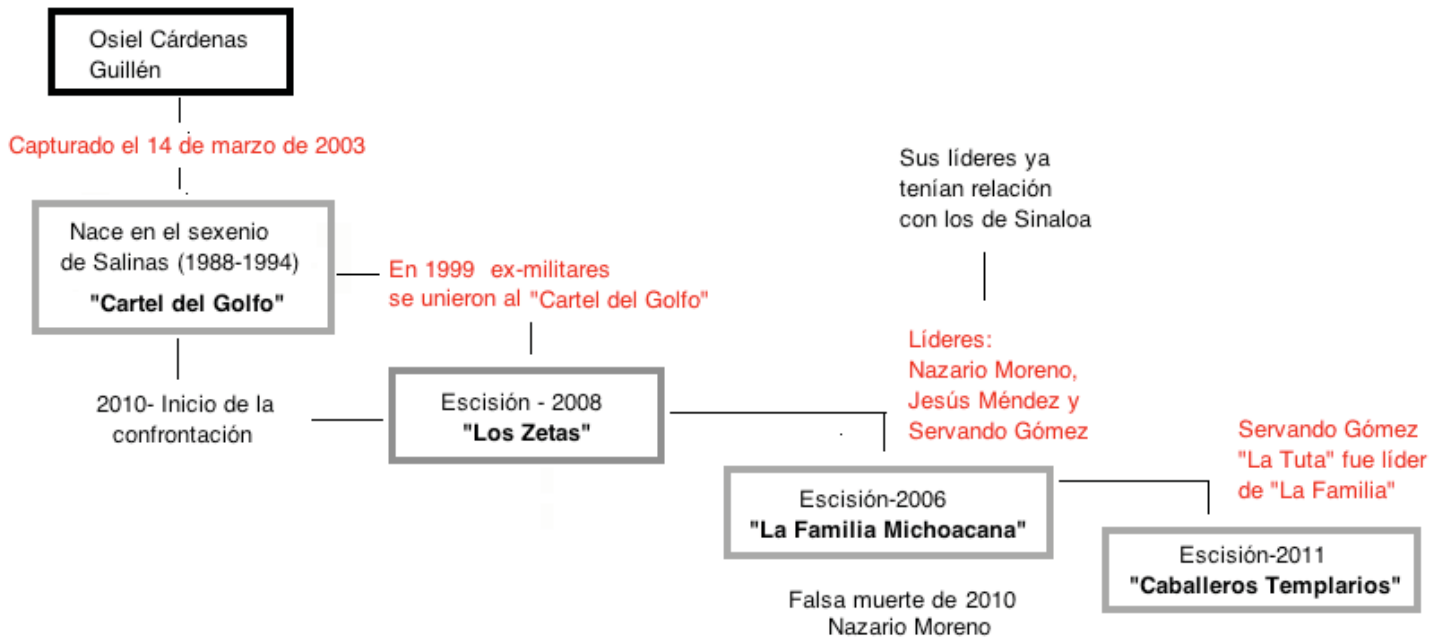 Osiel Cárdenas
Guillén
Capturado el 14 de marzo de 2003
Nace en el sexenio
de Salinas (1988-1994)
"Cartel del Golfo"
En 1999 ex-militares
se unieron al "Cartel del Golfo"
2010- Inicio de la
confrontación
Escisión - 2008
"Los Zetas"
Sus líderes ya
tenían relación
con los de Sinaloa
Líderes:
Nazario Moreno,
Jesús Méndez y
Servando Gómez
Escisión-2006
"La Familia Michoacana"
Falsa muerte de 2010
Nazario Moreno
Servando Gómez
"La Tuta" fue líder
de "La Familia"
Escisión-2011
"Caballeros Templarios"